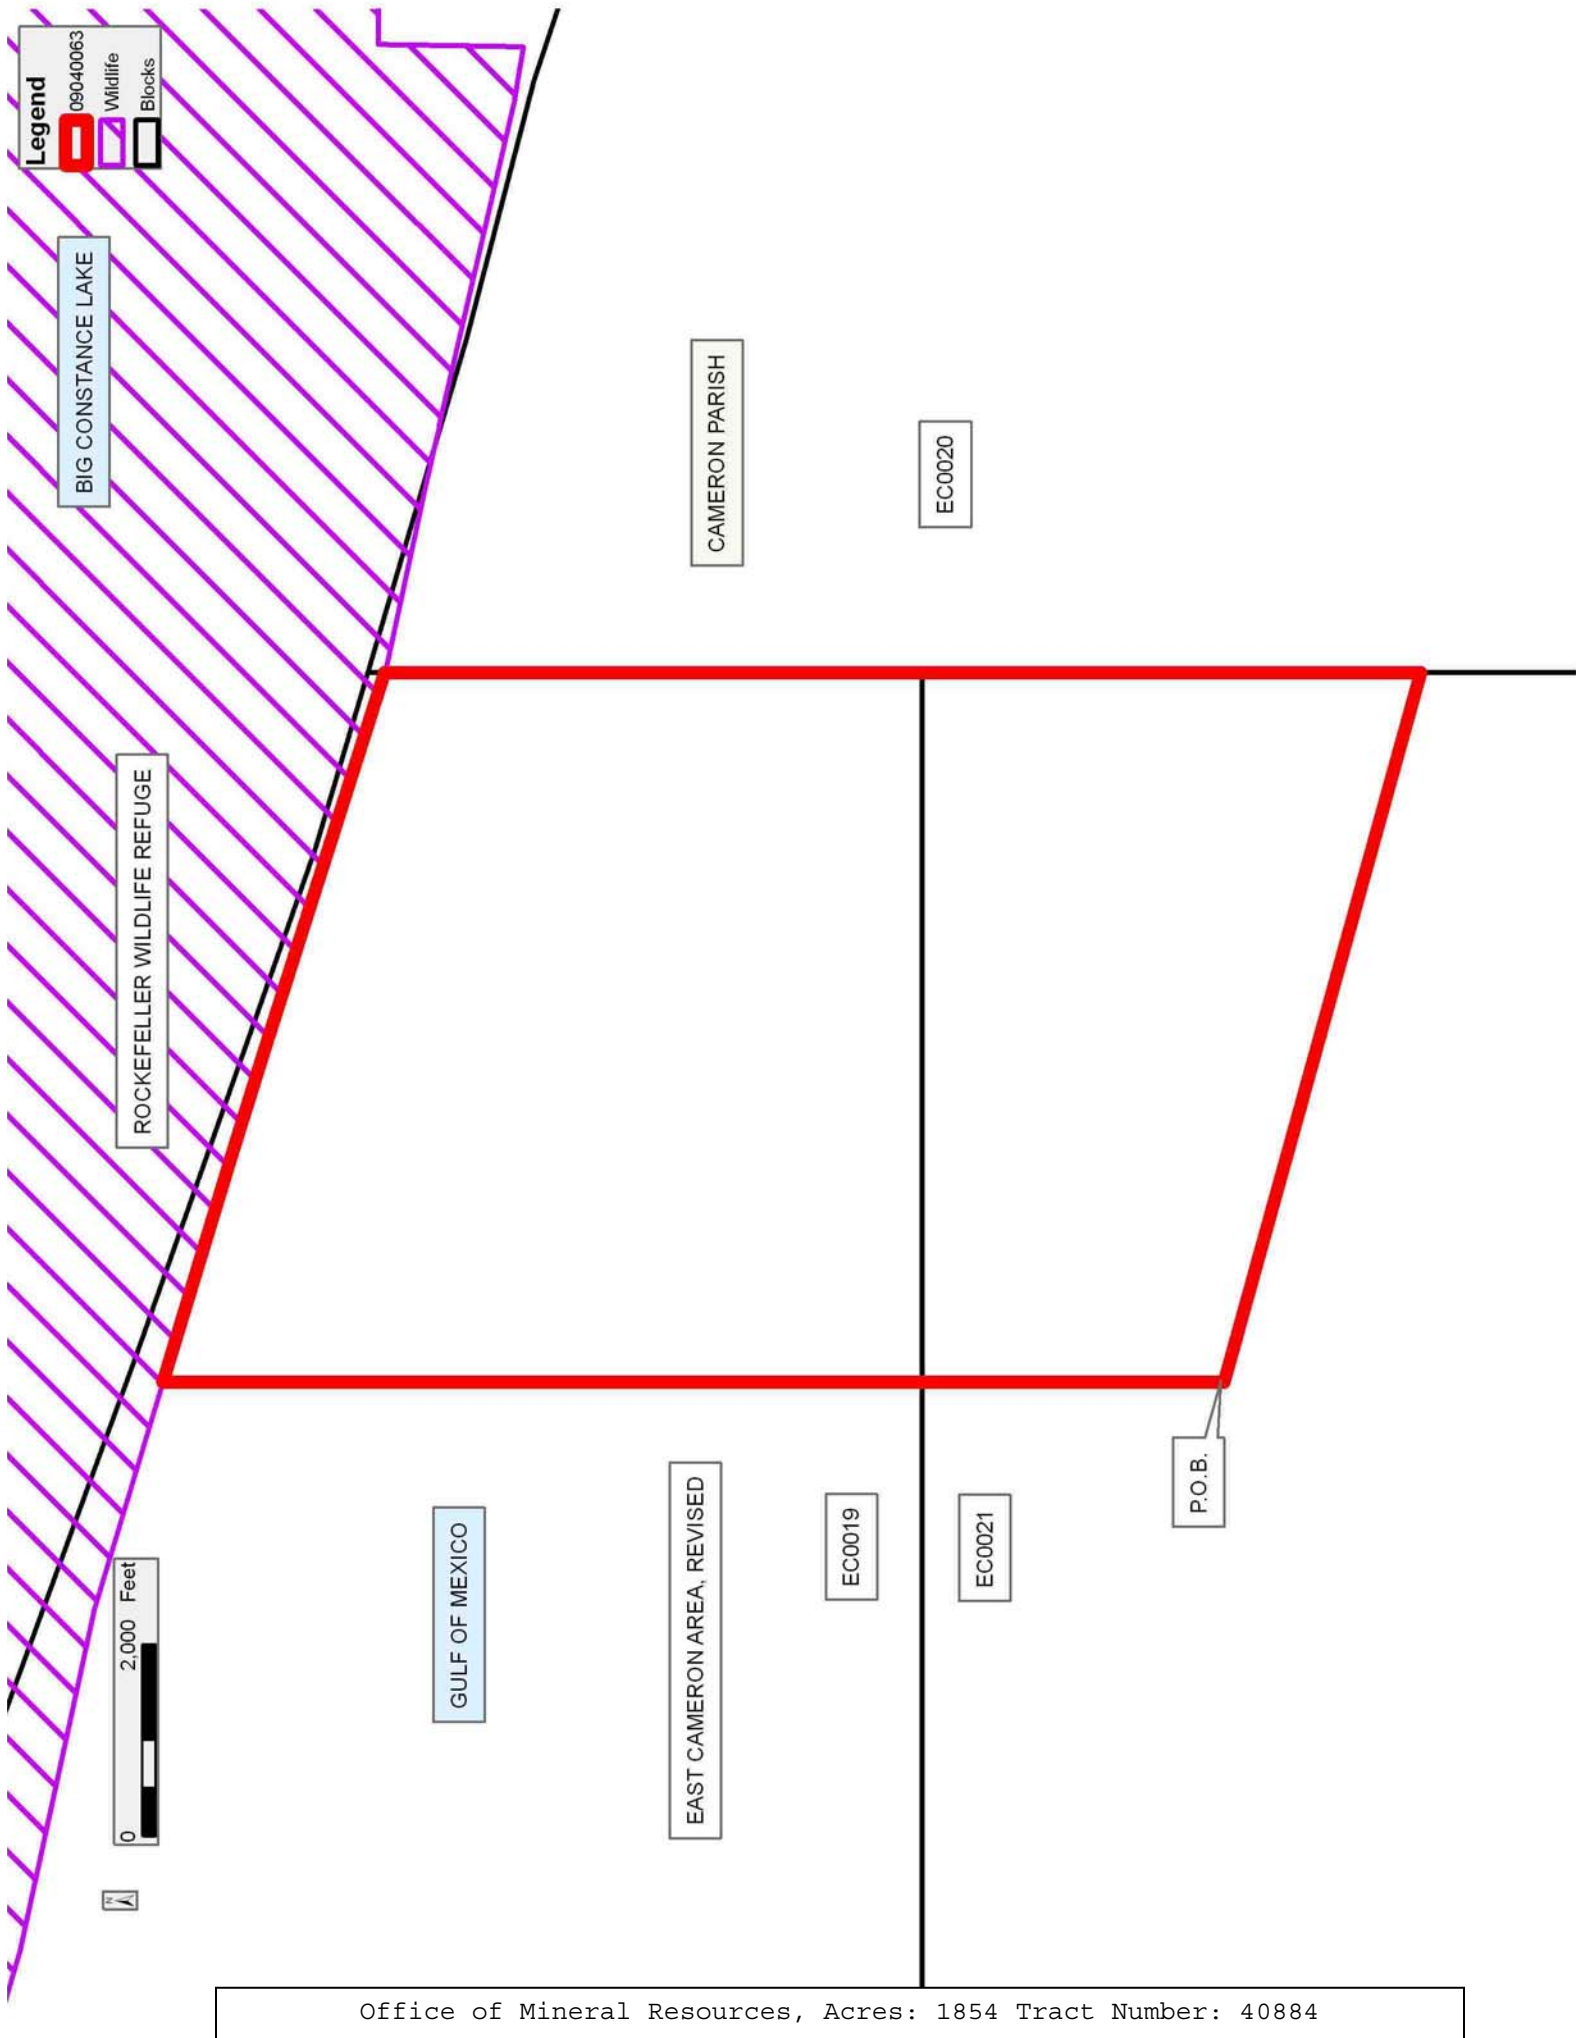 Legend
09040063
Wildlife
Blocks
BIG CONSTANCE LAKE
ROCKEFELLER WILDLIFE REFUGE
0 2,000 Feet
N
GULF OF MEXICO
CAMERON PARISH
EAST CAMERON AREA, REVISED
EC0019
EC0020
EC0021
P.O.B.
Office of Mineral Resources, Acres: 1854 Tract Number: 40884